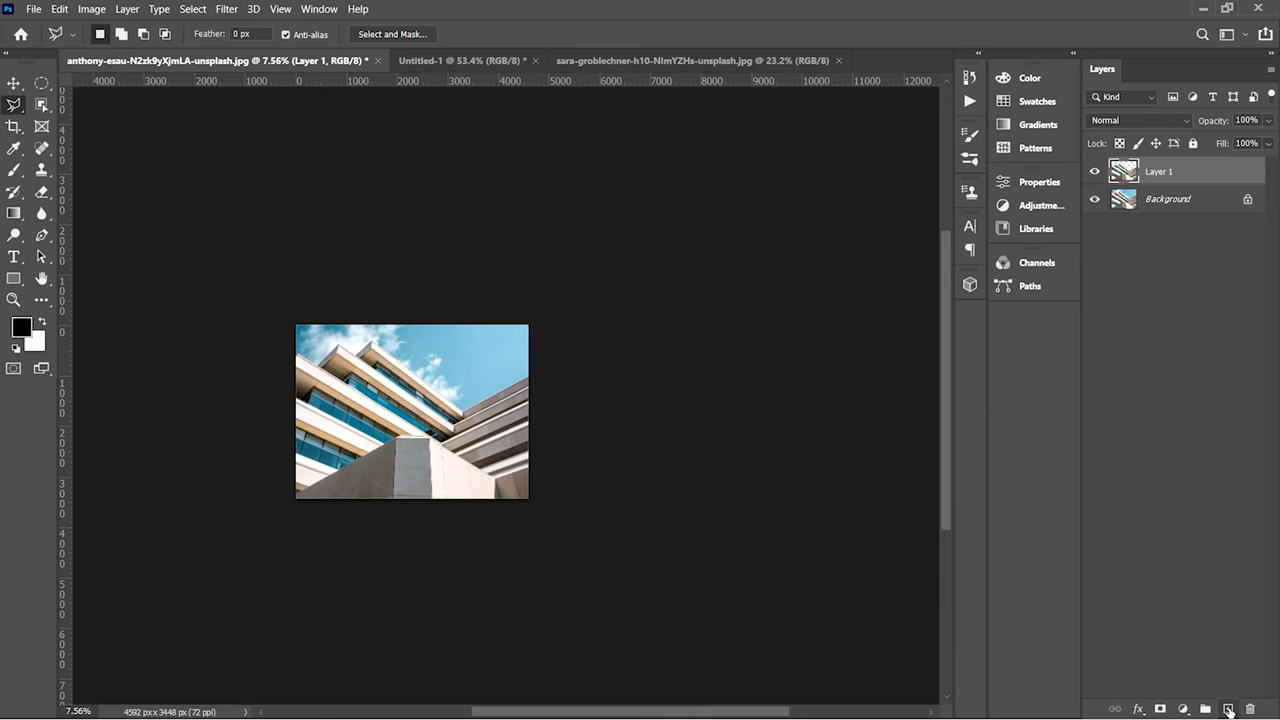 Ps File Edit Image Layer Type Select Filter 3D View Window Help
Feather: 0 px Anti-alias Select and Mask...
anthony-esau-N2zk9yXjmLA-unsplash.jpg @ 7.56% (Layer 1, RGB/8) * × Untitled-1 @ 53.4% (RGB/8) * × sara-groblechner-h10-NImYZHs-unsplash.jpg @ 23.2% (RGB/8) ×
4000 3000 2000 1000 0 1000 2000 3000 4000 5000 6000 7000 8000 9000 10000 11000 12000
Color
Swatches
Gradients
Patterns
Properties
Adjustme...
Libraries
Channels
Paths
Layers
Kind
Normal Opacity: 100%
Lock: Fill: 100%
Layer 1
Background
fx
7.56% 4592 px x 3448 px (72 ppi)